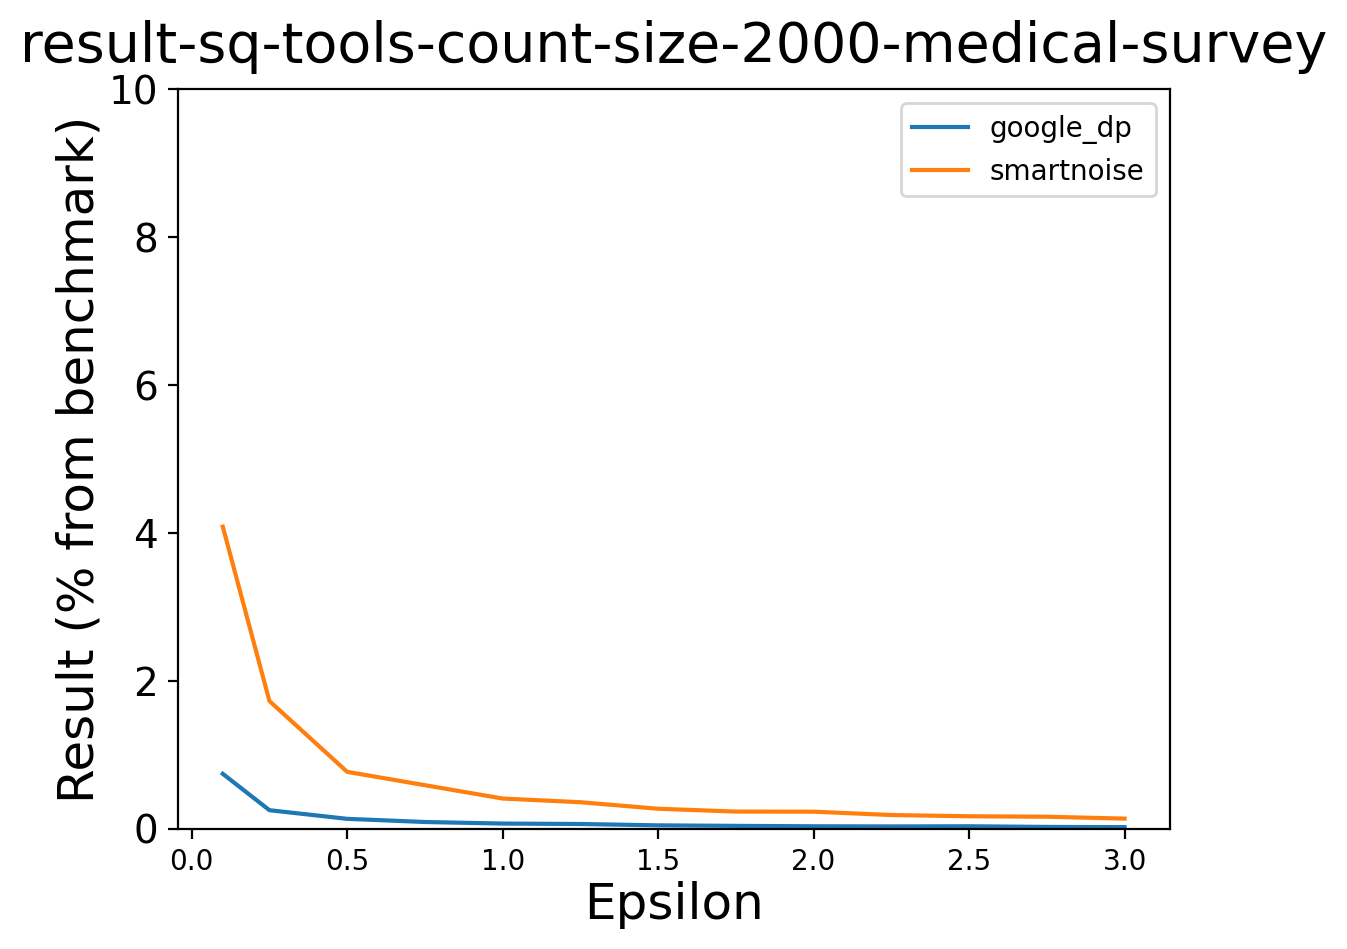 result-sq-tools-count-size-2000-medical-survey
Result (% from benchmark)
10
8
6
4
2
0
google_dp
smartnoise
0.0 0.5 1.0 1.5 2.0 2.5 3.0
Epsilon